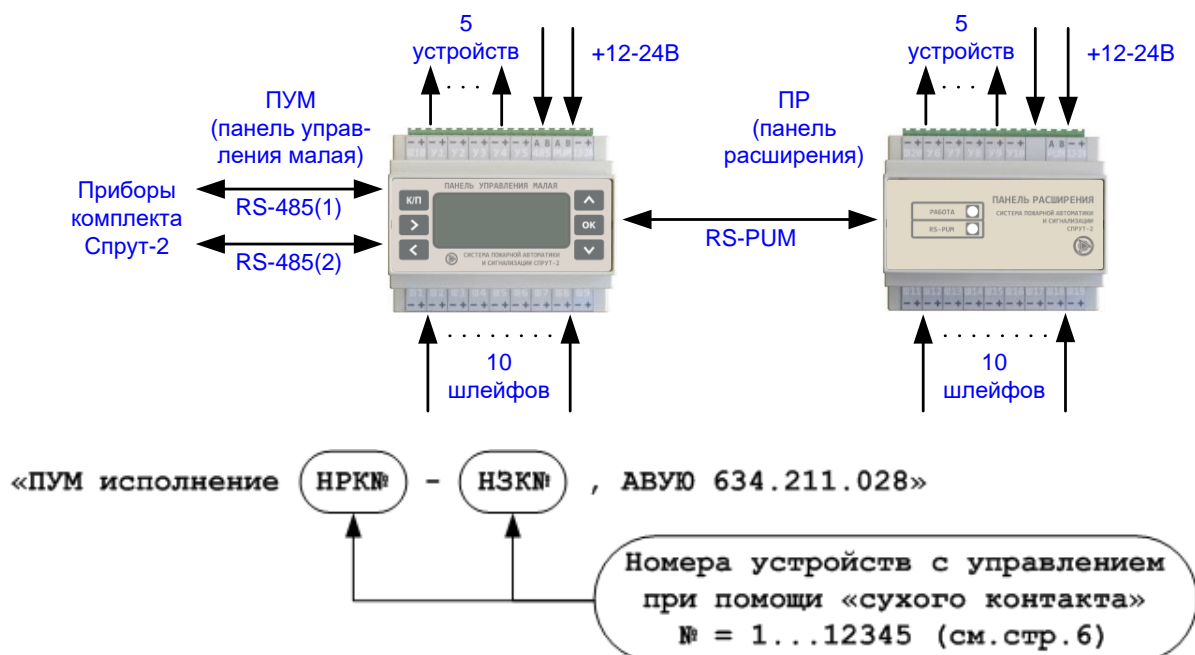 5
устройств
+12-24В
5
устройств
+12-24В
ПУМ
(панель управ-
ления малая)
ПР
(панель
расширения)
Приборы
комплекта
Спрут-2
RS-485(1)
RS-485(2)
ПАНЕЛЬ УПРАВЛЕНИЯ МАЛАЯ
К/П
ОК
СИСТЕМА ПОЖАРНОЙ АВТОМАТИКИ
И СИГНАЛИЗАЦИИ СПРУТ-2
RS-PUM
ПАНЕЛЬ РАСШИРЕНИЯ
СИСТЕМА ПОЖАРНОЙ АВТОМАТИКИ
И СИГНАЛИЗАЦИИ
СПРУТ-2
РАБОТА
RS-PUM
10
шлейфов
10
шлейфов
«ПУМ исполнение НРК№ - НЗК№ , АВУЮ 634.211.028»
Номера устройств с управлением
при помощи «сухого контакта»
№ = 1...12345 (см.стр.6)